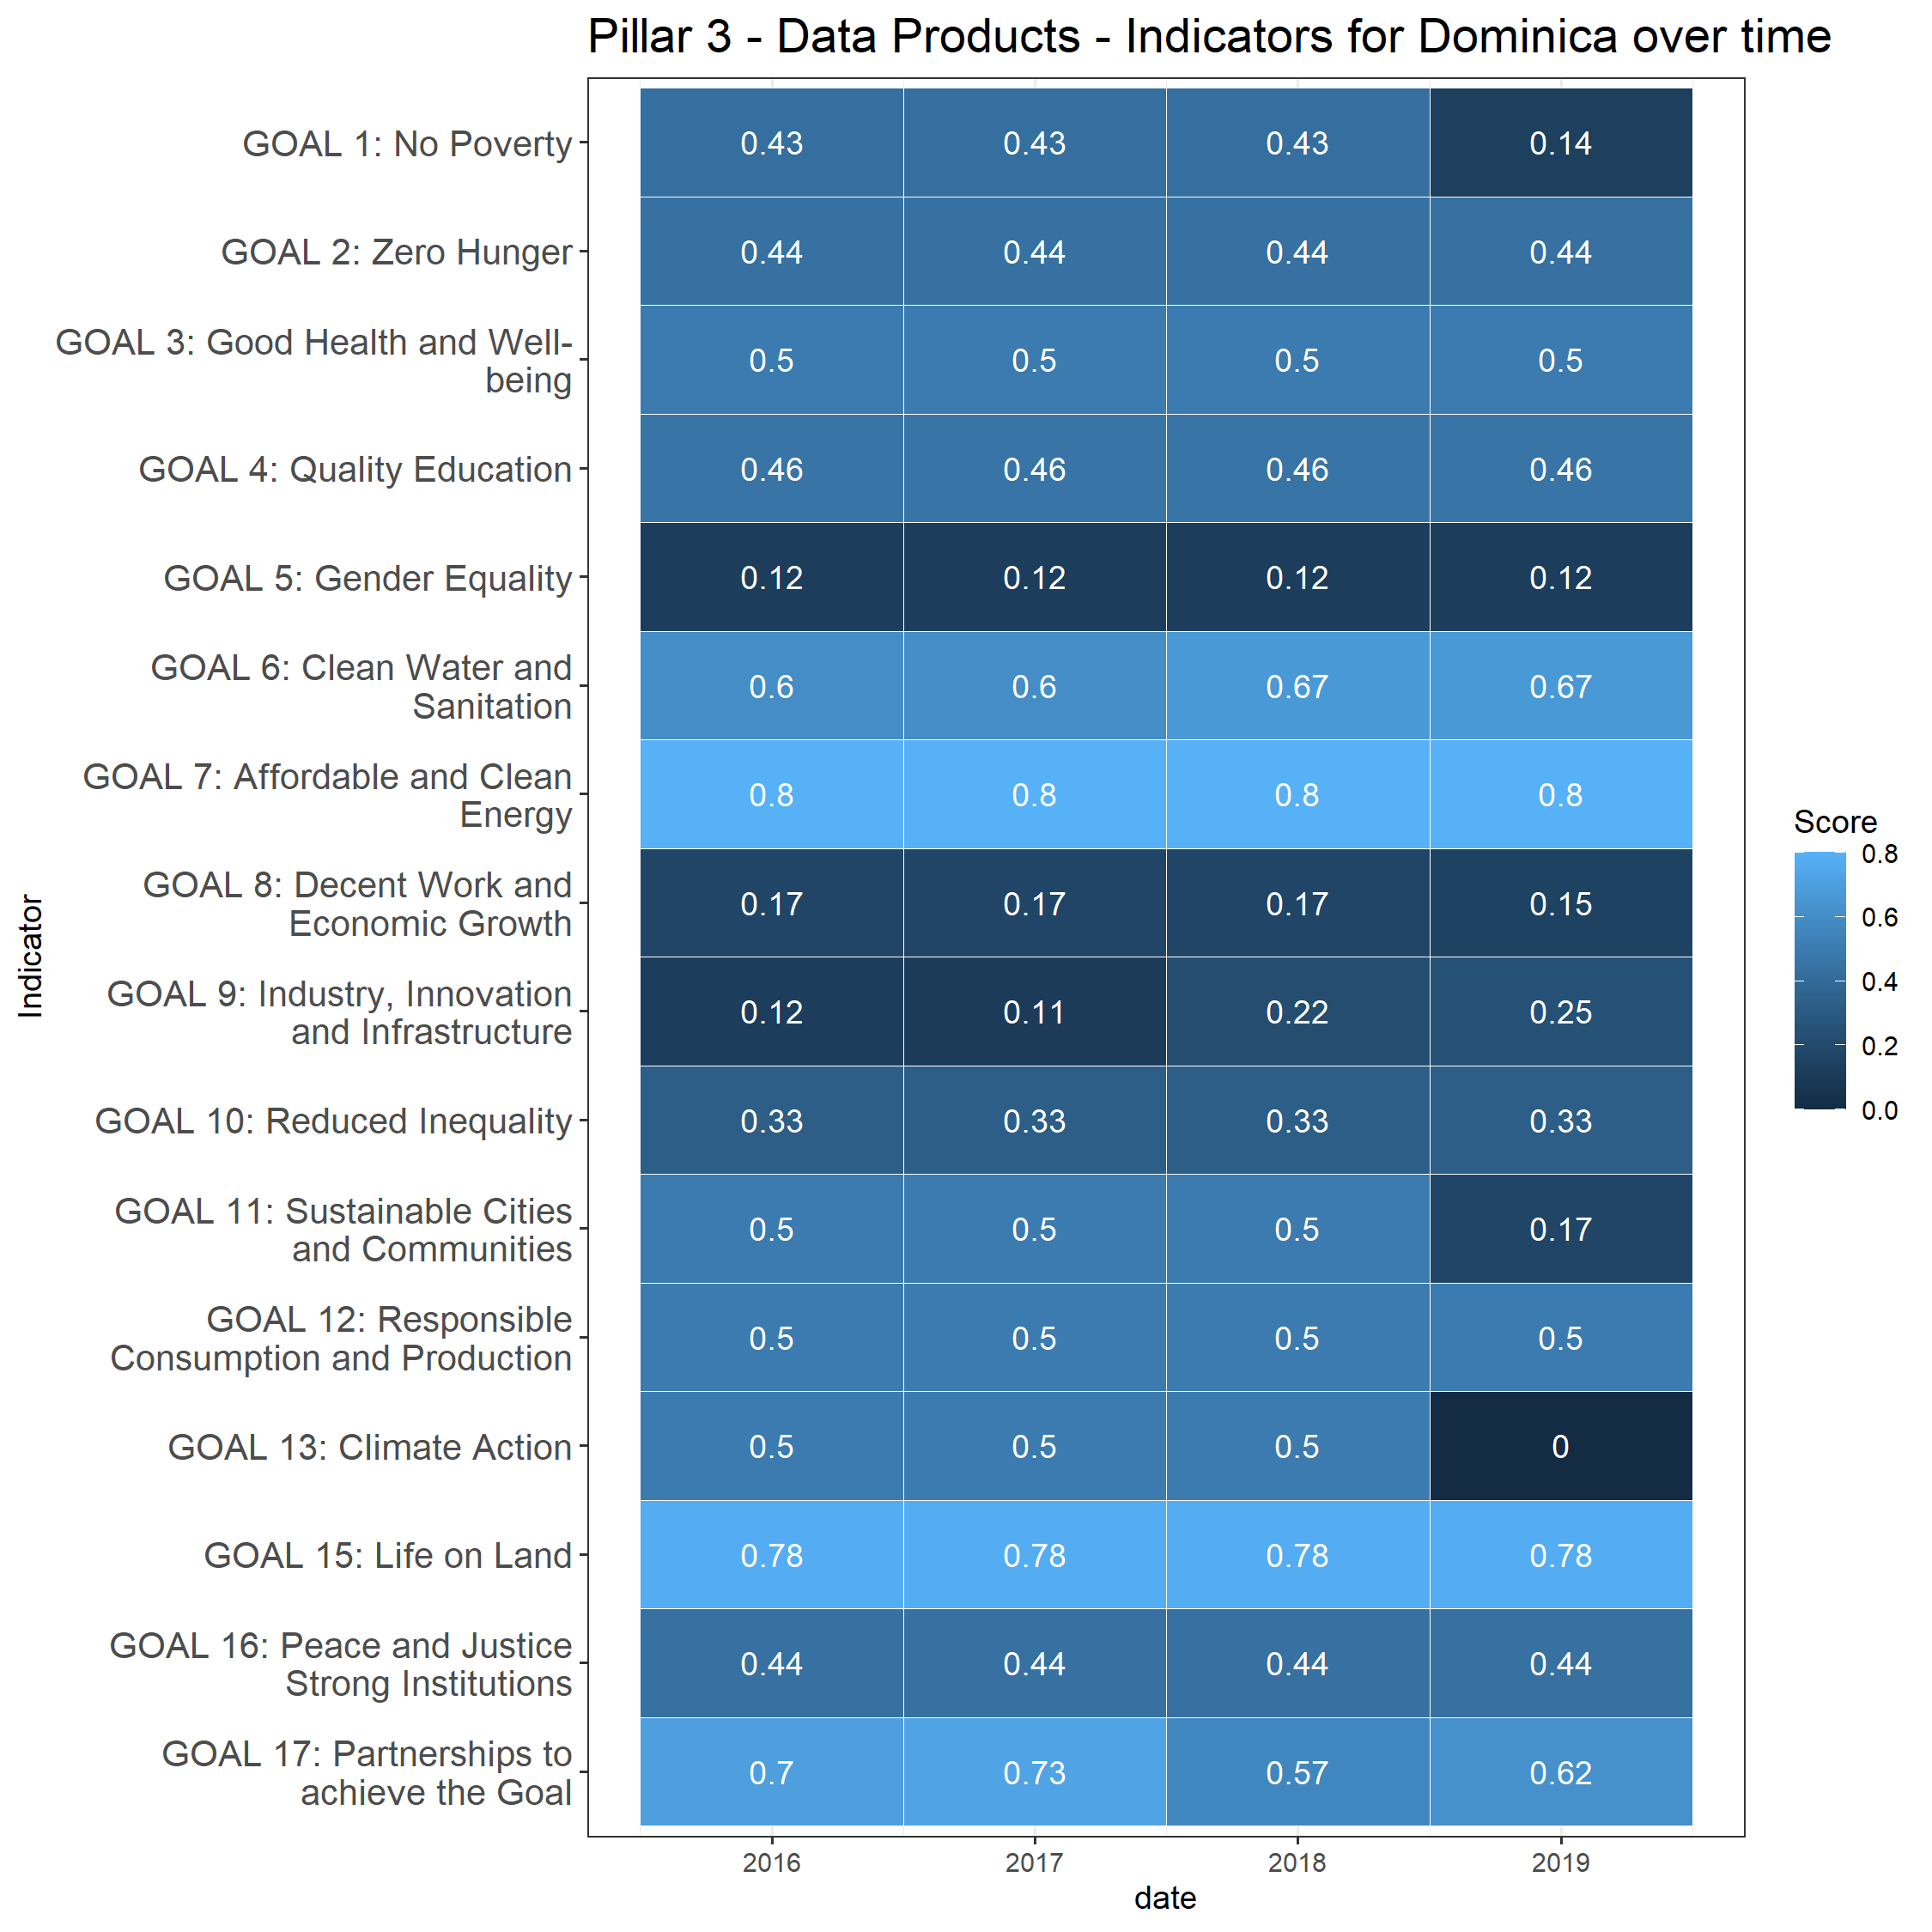 Pillar 3 - Data Products - Indicators for Dominica over time
GOAL 1: No Poverty
0.43 0.43 0.43 0.14
GOAL 2: Zero Hunger
0.44 0.44 0.44 0.44
GOAL 3: Good Health and Well-
being
0.5 0.5 0.5 0.5
GOAL 4: Quality Education
0.46 0.46 0.46 0.46
GOAL 5: Gender Equality
0.12 0.12 0.12 0.12
GOAL 6: Clean Water and
Sanitation
0.6 0.6 0.67 0.67
GOAL 7: Affordable and Clean
Energy
0.8 0.8 0.8 0.8
GOAL 8: Decent Work and
Economic Growth
0.17 0.17 0.17 0.15
GOAL 9: Industry, Innovation
and Infrastructure
0.12 0.11 0.22 0.25
GOAL 10: Reduced Inequality
0.33 0.33 0.33 0.33
GOAL 11: Sustainable Cities
and Communities
0.5 0.5 0.5 0.17
GOAL 12: Responsible
Consumption and Production
0.5 0.5 0.5 0.5
GOAL 13: Climate Action
0.5 0.5 0.5 0
GOAL 15: Life on Land
0.78 0.78 0.78 0.78
GOAL 16: Peace and Justice
Strong Institutions
0.44 0.44 0.44 0.44
GOAL 17: Partnerships to
achieve the Goal
0.7 0.73 0.57 0.62
2016 2017 2018 2019
date
Indicator
Score
0.8
0.6
0.4
0.2
0.0